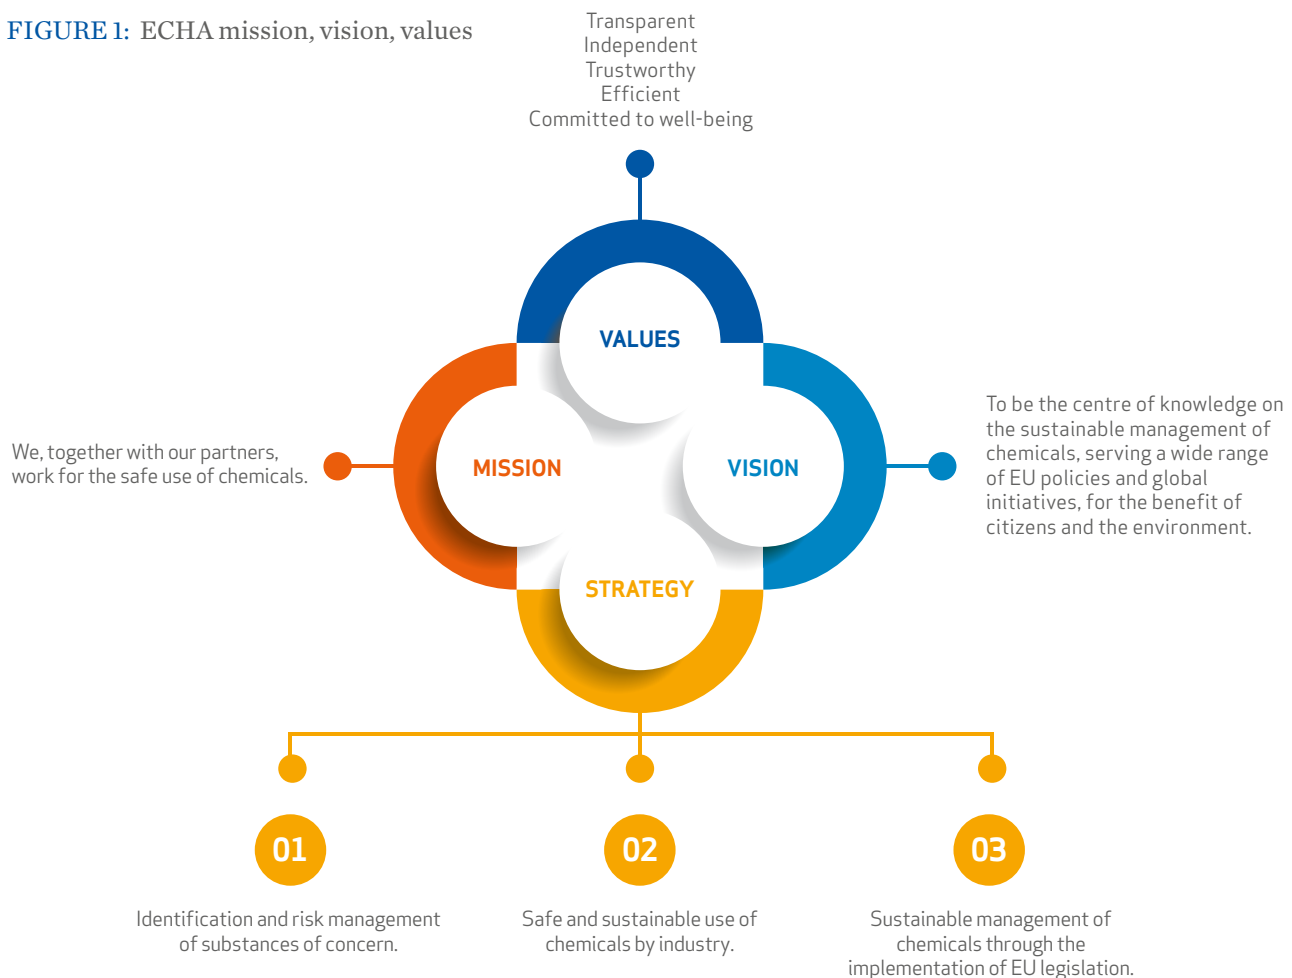 FIGURE 1: ECHA mission, vision, values
Transparent
Independent
Trustworthy
Efficient
Committed to well-being
VALUES
We, together with our partners,
work for the safe use of chemicals.
MISSION
VISION
To be the centre of knowledge on
the sustainable management of
chemicals, serving a wide range
of EU policies and global
initiatives, for the benefit of
citizens and the environment.
STRATEGY
01
Identification and risk management
of substances of concern.
02
Safe and sustainable use of
chemicals by industry.
03
Sustainable management of
chemicals through the
implementation of EU legislation.